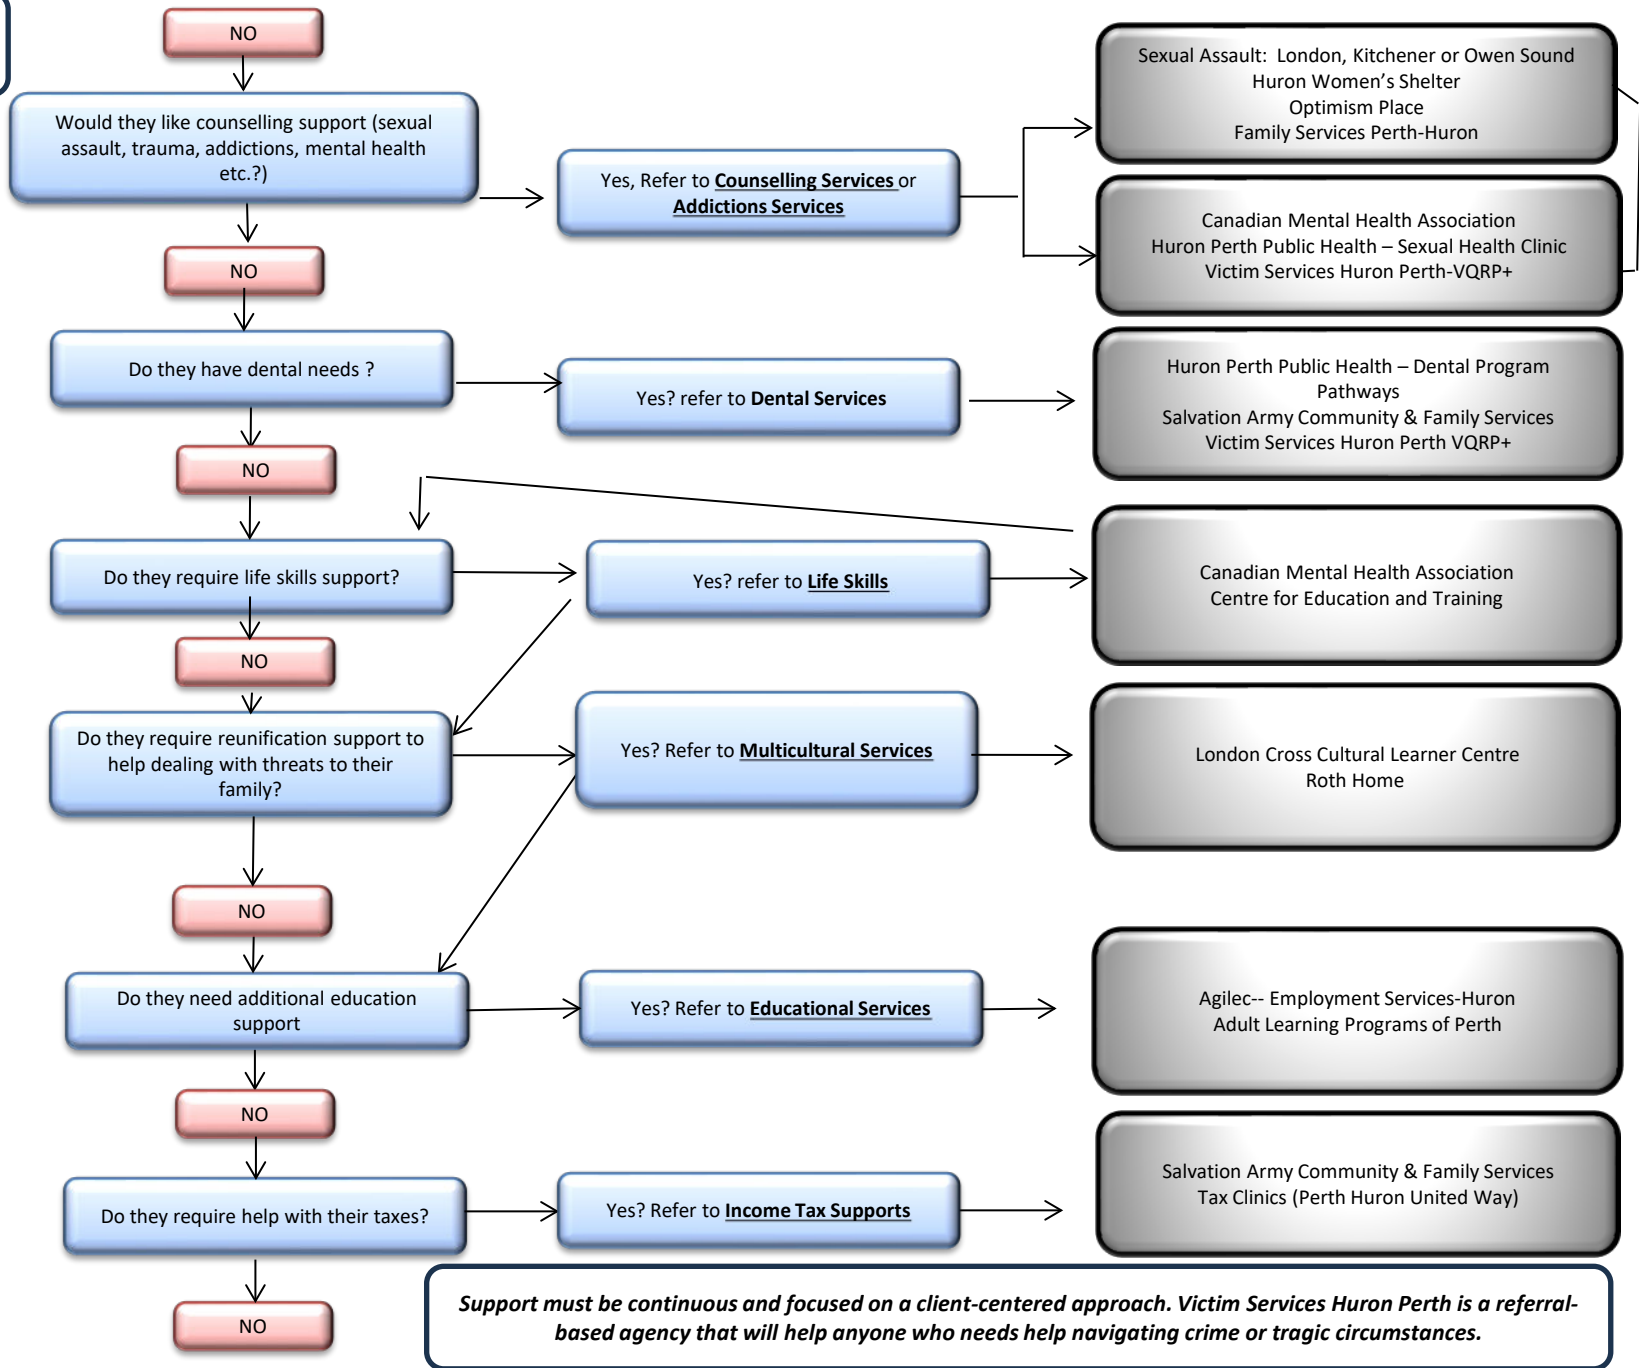 NO
Would they like counselling support (sexual
assault, trauma, addictions, mental health
etc.?)
Yes, Refer to Counselling Services or
Addictions Services
Sexual Assault: London, Kitchener or Owen Sound
Huron Women's Shelter
Optimism Place
Family Services Perth-Huron
Canadian Mental Health Association
Huron Perth Public Health – Sexual Health Clinic
Victim Services Huron Perth-VQRP+
NO
Do they have dental needs ?
Yes? refer to Dental Services
Huron Perth Public Health – Dental Program
Pathways
Salvation Army Community & Family Services
Victim Services Huron Perth VQRP+
NO
Do they require life skills support?
Yes? refer to Life Skills
Canadian Mental Health Association
Centre for Education and Training
NO
Do they require reunification support to
help dealing with threats to their
family?
Yes? Refer to Multicultural Services
London Cross Cultural Learner Centre
Roth Home
NO
Do they need additional education
support
Yes? Refer to Educational Services
Agilec-- Employment Services-Huron
Adult Learning Programs of Perth
NO
Do they require help with their taxes?
Yes? Refer to Income Tax Supports
Salvation Army Community & Family Services
Tax Clinics (Perth Huron United Way)
NO
Support must be continuous and focused on a client-centered approach. Victim Services Huron Perth is a referral-
based agency that will help anyone who needs help navigating crime or tragic circumstances.